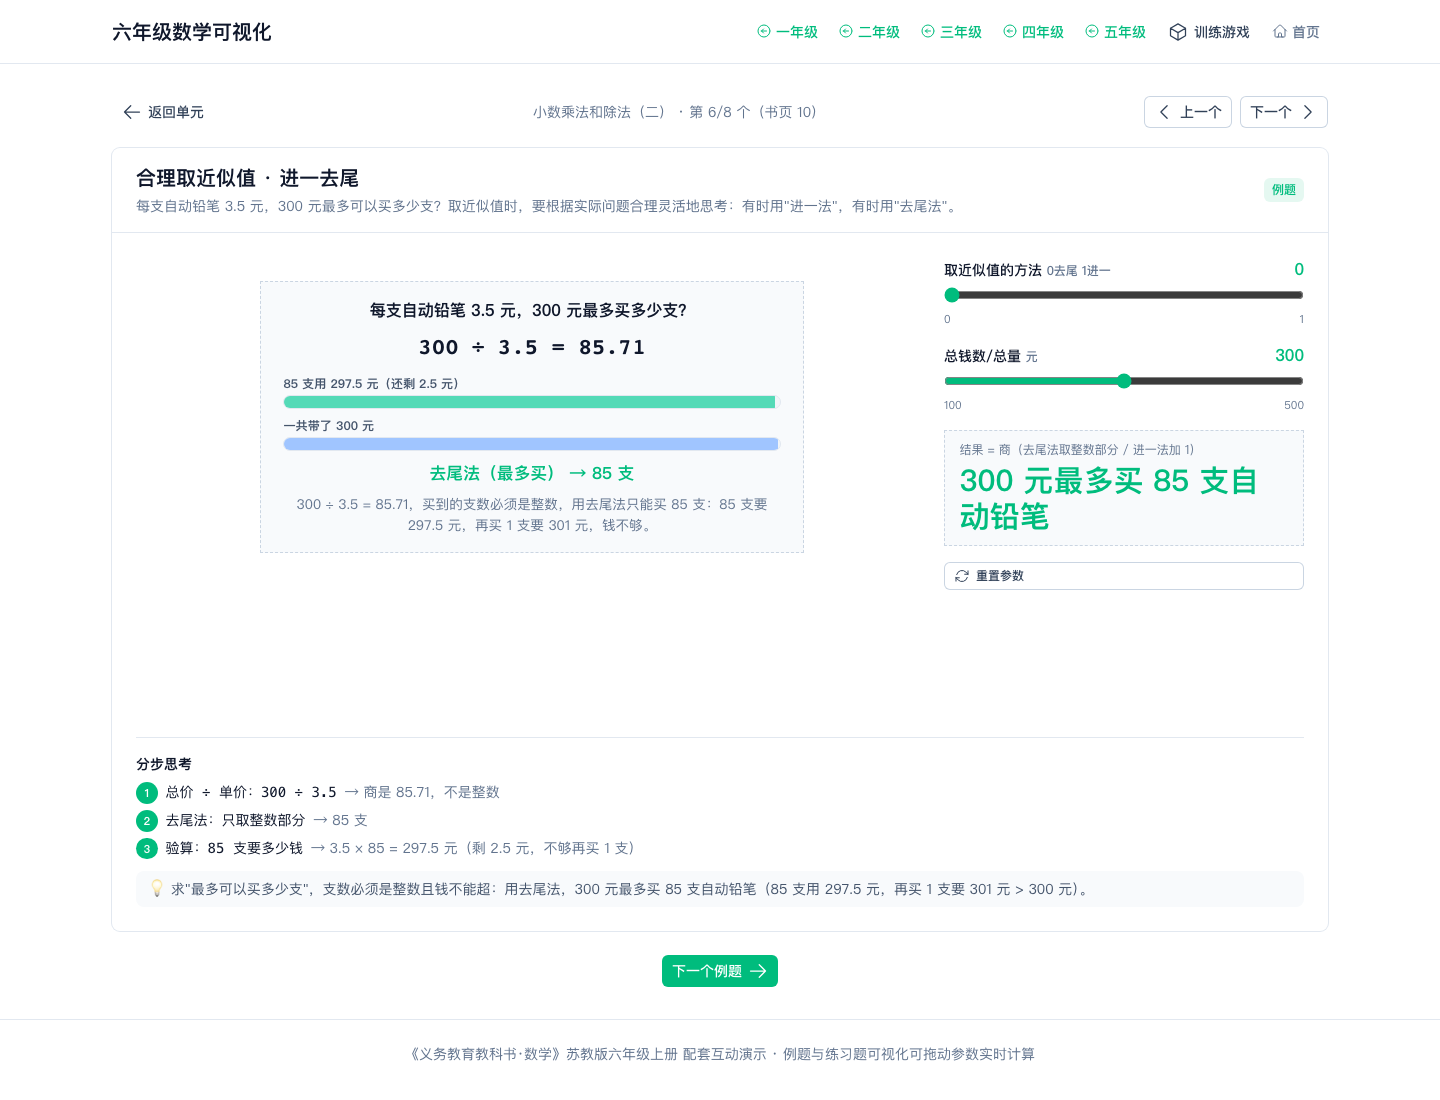 六年级数学可视化
一年级 二年级 三年级 四年级 五年级 训练游戏 首页
返回单元
小数乘法和除法（二） · 第 6/8 个（书页 10）
上一个 下一个
合理取近似值 · 进一去尾
每支自动铅笔 3.5 元，300 元最多可以买多少支？取近似值时，要根据实际问题合理灵活地思考：有时用"进一法"，有时用"去尾法"。
例题
每支自动铅笔 3.5 元，300 元最多买多少支？
300 ÷ 3.5 = 85.71
85 支用 297.5 元（还剩 2.5 元）
一共带了 300 元
去尾法（最多买） → 85 支
300 ÷ 3.5 = 85.71，买到的支数必须是整数，用去尾法只能买 85 支：85 支要
297.5 元，再买 1 支要 301 元，钱不够。
取近似值的方法 0去尾 1进一 0
0 1
总钱数/总量 元 300
100 500
结果 = 商（去尾法取整数部分 / 进一法加 1）
300 元最多买 85 支自
动铅笔
重置参数
分步思考
1 总价 ÷ 单价：300 ÷ 3.5 → 商是 85.71，不是整数
2 去尾法：只取整数部分 → 85 支
3 验算：85 支要多少钱 → 3.5 × 85 = 297.5 元（剩 2.5 元，不够再买 1 支）
💡 求"最多可以买多少支"，支数必须是整数且钱不能超：用去尾法，300 元最多买 85 支自动铅笔（85 支用 297.5 元，再买 1 支要 301 元 > 300 元）。
下一个例题 →
《义务教育教科书·数学》苏教版六年级上册 配套互动演示 · 例题与练习题可视化可拖动参数实时计算